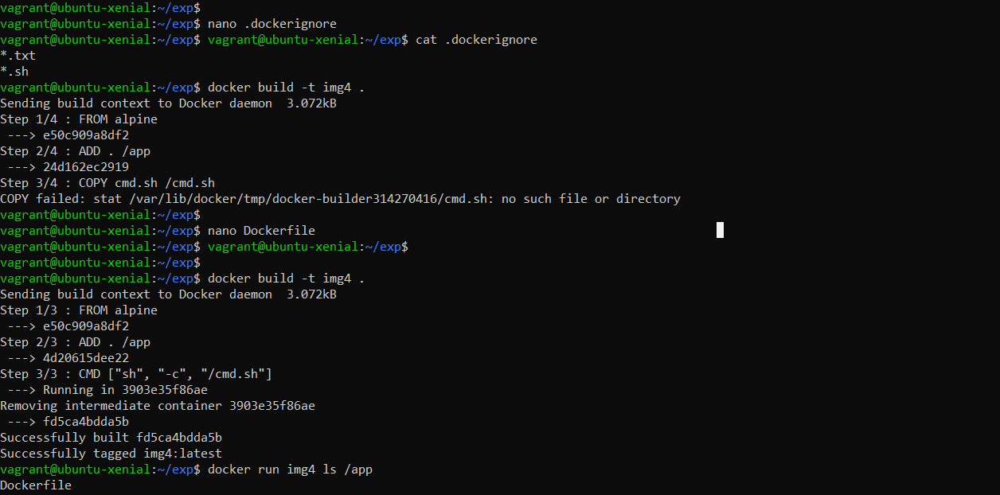 vagrant@ubuntu-xenial:~/exp$
vagrant@ubuntu-xenial:~/exp$ nano .dockerignore
vagrant@ubuntu-xenial:~/exp$ vagrant@ubuntu-xenial:~/exp$ cat .dockerignore
*.txt
*.sh
vagrant@ubuntu-xenial:~/exp$ docker build -t img4 .
Sending build context to Docker daemon  3.072kB
Step 1/4 : FROM alpine
 ---> e50c909a8df2
Step 2/4 : ADD . /app
 ---> 24d162ec2919
Step 3/4 : COPY cmd.sh /cmd.sh
COPY failed: stat /var/lib/docker/tmp/docker-builder314270416/cmd.sh: no such file or directory
vagrant@ubuntu-xenial:~/exp$
vagrant@ubuntu-xenial:~/exp$ nano Dockerfile
vagrant@ubuntu-xenial:~/exp$ vagrant@ubuntu-xenial:~/exp$
vagrant@ubuntu-xenial:~/exp$
vagrant@ubuntu-xenial:~/exp$ docker build -t img4 .
Sending build context to Docker daemon  3.072kB
Step 1/3 : FROM alpine
 ---> e50c909a8df2
Step 2/3 : ADD . /app
 ---> 4d20615dee22
Step 3/3 : CMD ["sh", "-c", "/cmd.sh"]
 ---> Running in 3903e35f86ae
Removing intermediate container 3903e35f86ae
 ---> fd5ca4bdda5b
Successfully built fd5ca4bdda5b
Successfully tagged img4:latest
vagrant@ubuntu-xenial:~/exp$ docker run img4 ls /app
Dockerfile